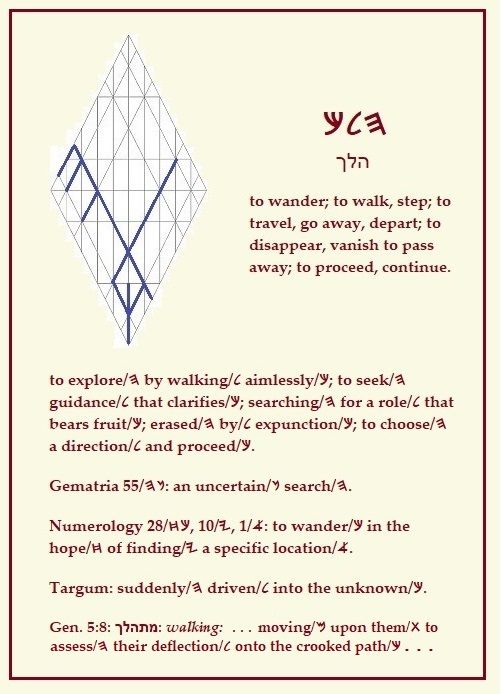 𐤄𐤋𐤊
הלך
to wander; to walk, step; to
travel, go away, depart; to
disappear, vanish to pass
away; to proceed, continue.
to explore/𐤄 by walking/𐤋 aimlessly/𐤊; to seek/𐤄
guidance/𐤋 that clarifies/𐤊; searching/𐤄 for a role/𐤋 that
bears fruit/𐤊; erased/𐤄 by/𐤋 expunction/𐤊; to choose/𐤄
a direction/𐤋 and proceed/𐤊.
Gematria 55/𐤍𐤄: an uncertain/𐤍 search/𐤄.
Numerology 28/𐤊𐤇, 10/𐤉, 1/𐤀: to wander/𐤊 in the
hope/𐤇 of finding/𐤉 a specific location/𐤀.
Targum: suddenly/𐤄 driven/𐤋 into the unknown/𐤊.
Gen. 5:8: מתהלך: walking: . . . moving/𐤌 upon them/𐤕 to
assess/𐤄 their deflection/𐤋 onto the crooked path/𐤊 . . .